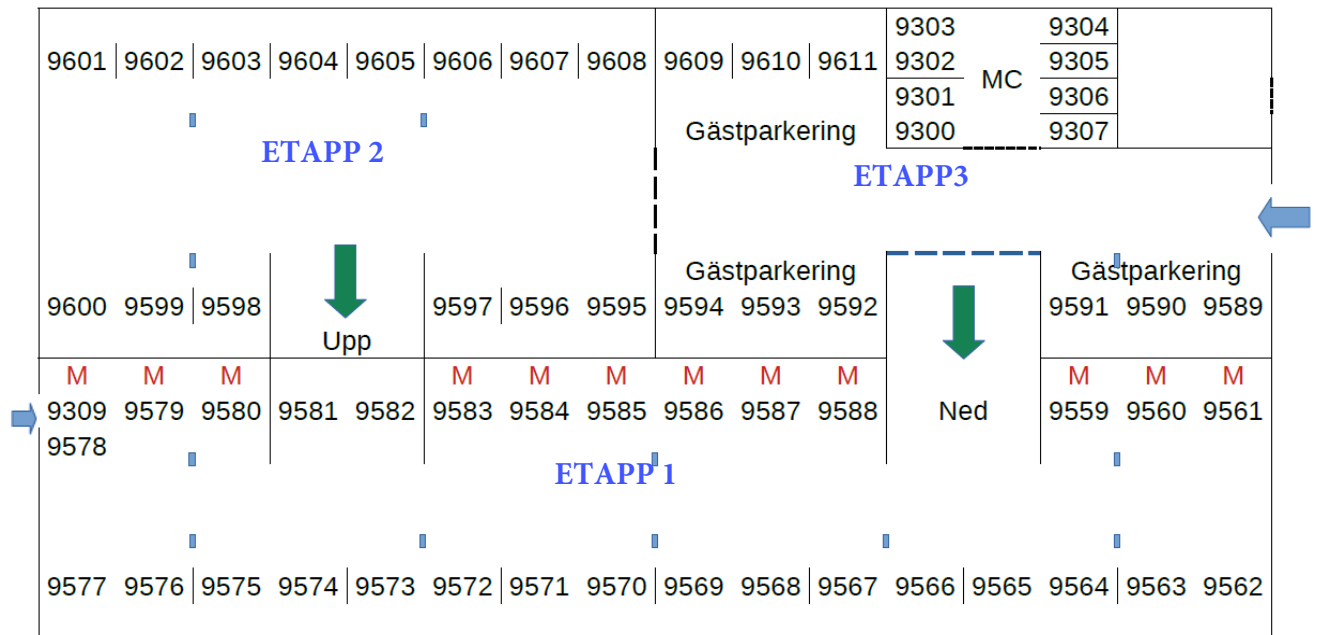 9303 9304
9601 9602 9603 9604 9605 9606 9607 9608 9609 9610 9611 9302 MC 9305
9301 9306
Gästparkering 9300 9307
ETAPP 2
ETAPP3
Gästparkering Gästparkering
9600 9599 9598 9597 9596 9595 9594 9593 9592 9591 9590 9589
Upp
M M M M M M M M M M M M
9309 9579 9580 9581 9582 9583 9584 9585 9586 9587 9588 Ned 9559 9560 9561
9578
ETAPP 1
9577 9576 9575 9574 9573 9572 9571 9570 9569 9568 9567 9566 9565 9564 9563 9562